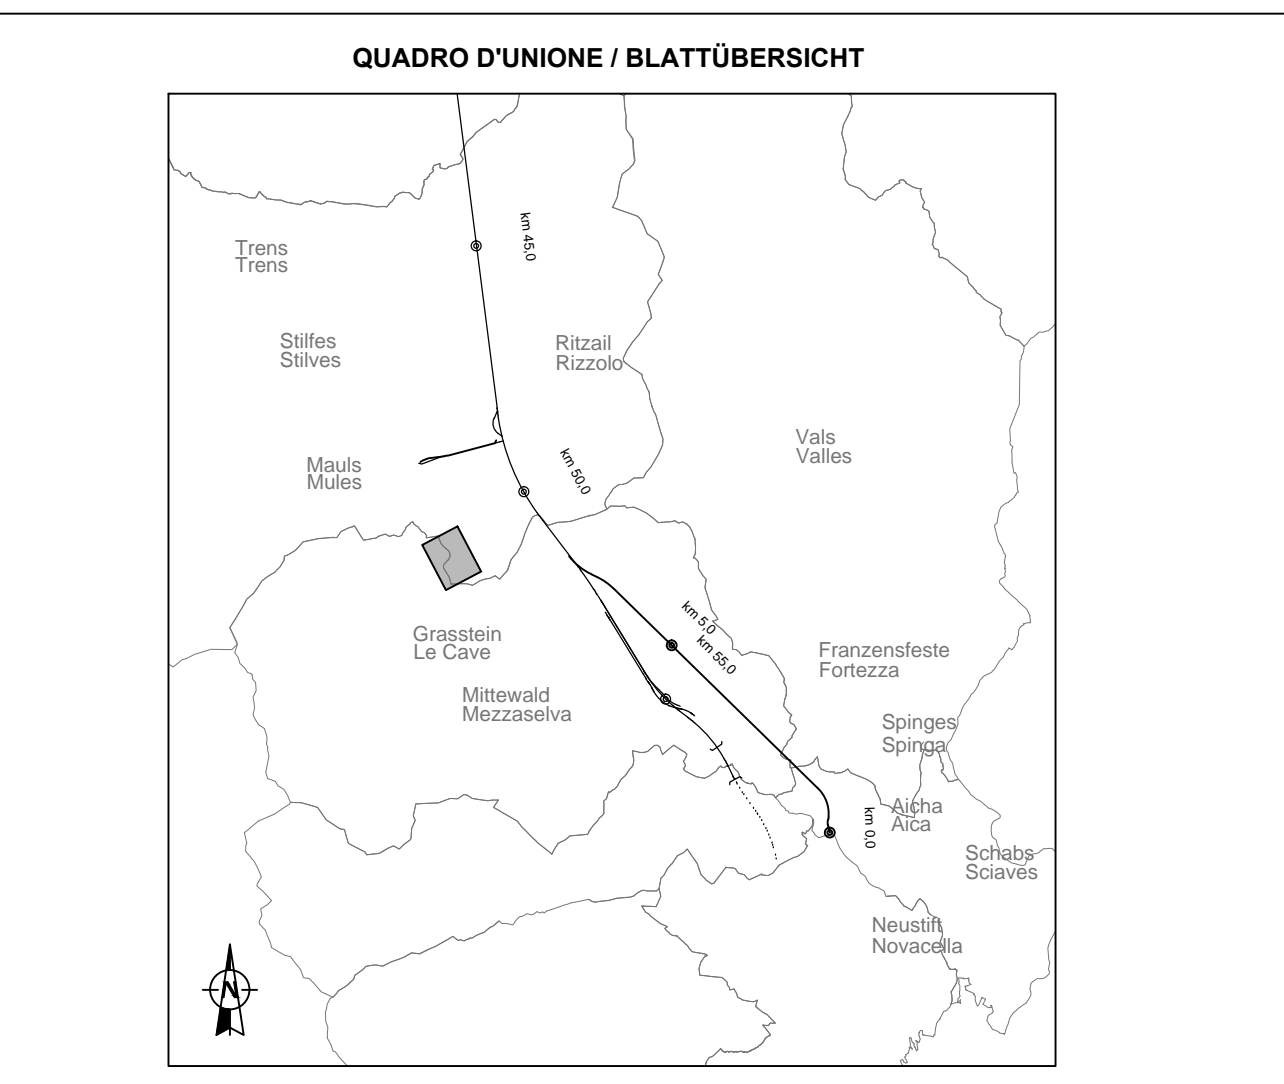 QUADRO D'UNIONE / BLATTÜBERSICHT
km 45,0
Trens
Trens
Stilfes
Stilves
Ritzail
Rizzolo
Vals
Valles
Mauls
Mules
km 50,0
km 5,0
km 55,0
Grasstein
Le Cave
Franzensfeste
Fortezza
Mittewald
Mezzaselva
Spinges
Spinga
Aicha
Aica
km 0,0
Schabs
Sciaves
Neustift
Novacella
N